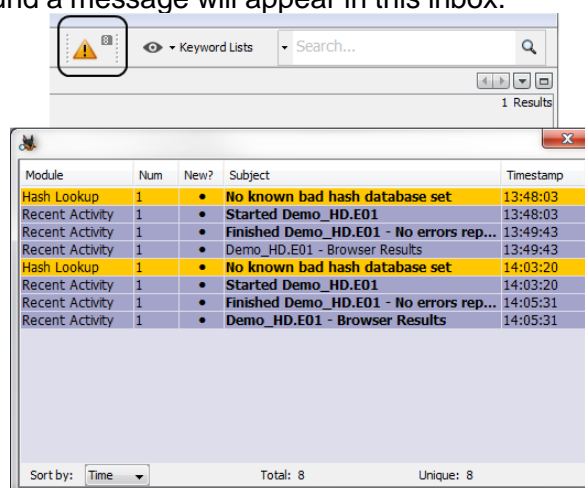 und a message will appear in this inbox.
8 Keyword Lists Search...
1 Results
Module Num New? Subject Timestamp
Hash Lookup 1 • No known bad hash database set 13:48:03
Recent Activity 1 • Started Demo_HD.E01 13:48:03
Recent Activity 1 • Finished Demo_HD.E01 - No errors rep... 13:49:43
Recent Activity 1 • Demo_HD.E01 - Browser Results 13:49:43
Hash Lookup 1 • No known bad hash database set 14:03:20
Recent Activity 1 • Started Demo_HD.E01 14:03:20
Recent Activity 1 • Finished Demo_HD.E01 - No errors rep... 14:05:31
Recent Activity 1 • Demo_HD.E01 - Browser Results 14:05:31
Sort by: Time Total: 8 Unique: 8